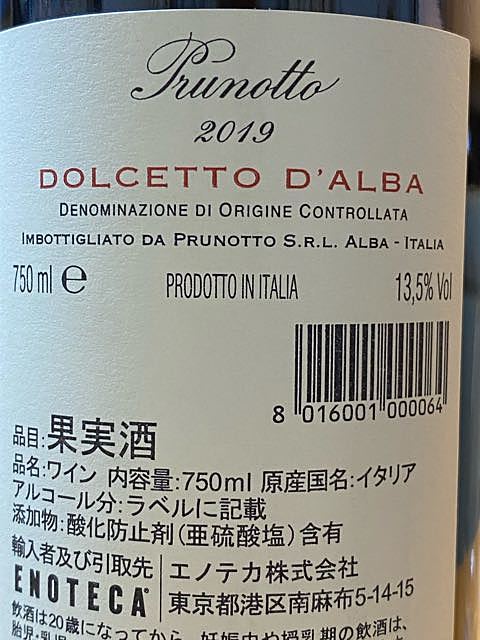 Prunotto
2019
DOLCETTO D'ALBA
DENOMINAZIONE DI ORIGINE CONTROLLATA
IMBOTTIGLIATO DA PRUNOTTO S.R.L. ALBA - ITALIA
750 ml e PRODOTTO IN ITALIA 13,5% Vol
8 016001 000064
品目:果実酒
品名:ワイン 内容量:750ml 原産国名:イタリア
アルコール分:ラベルに記載
添加物:酸化防止剤(亜硫酸塩)含有
輸入者及び引取先 エノテカ株式会社
ENOTECA® 東京都港区南麻布5-14-15
飲酒は20歳になってから。妊娠中や授乳期の飲酒は、
胎児・乳児